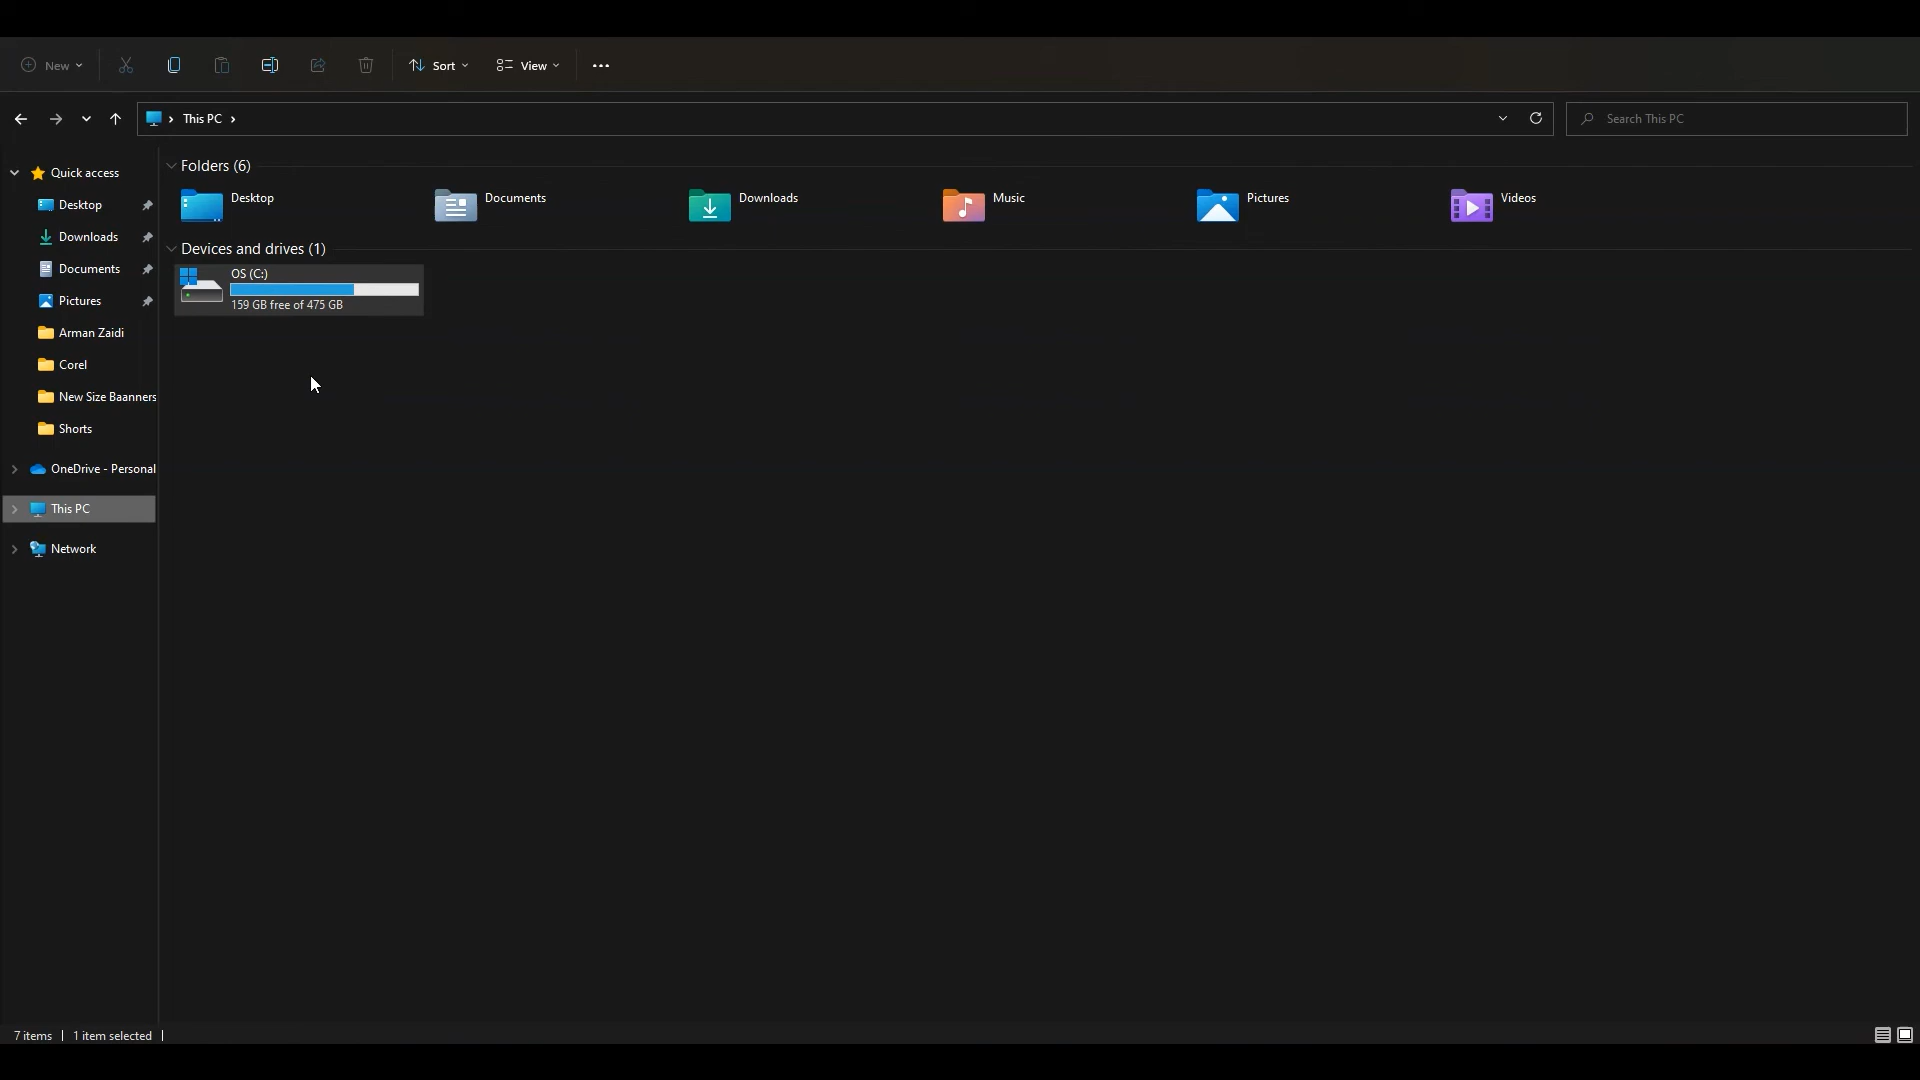 New
Sort
View
This PC
Search This PC
Quick access
Desktop
Downloads
Documents
Pictures
Arman Zaidi
Corel
New Size Baanners
Shorts
OneDrive - Personal
This PC
Network
Folders (6)
Desktop
Documents
Downloads
Music
Pictures
Videos
Devices and drives (1)
OS (C:)
159 GB free of 475 GB
7 items
1 item selected